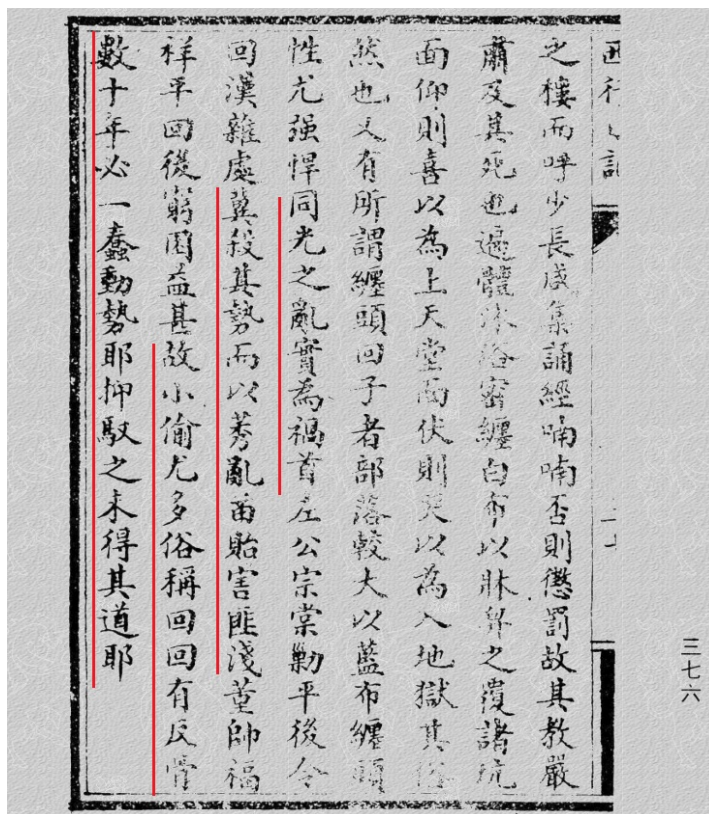 西行日記
之樓而呼少長咸集誦經喃喃否則懲罰故其教嚴
肅及其死也遍體沐浴密纏白布以牀舁之覆諸坑
面仰則喜以為上天堂面伏則哭以為入地獄其俗
然也又有所謂纏頭回子者部落較大以藍布纏頭
性尤强悍同光之亂實為禍首左公宗棠勦平後令
回漢雜處冀殺其勢而以莠亂苗貽害匪淺董帥福
祥平回後窮困益甚故小偷尤多俗稱回回有反骨
數十年必一蠢動勢耶抑馭之未得其道耶
三七六